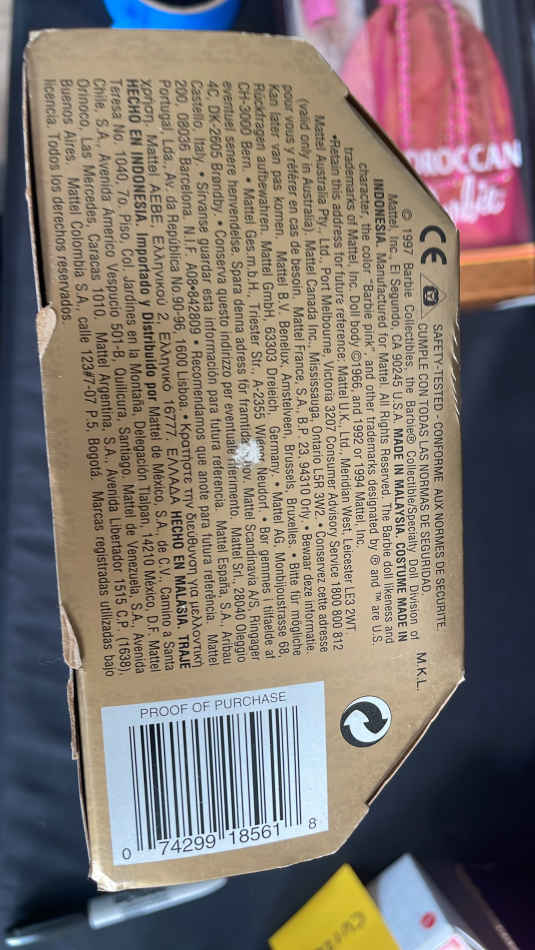 SAFETY-TESTED - CONFORME AUX NORMES DE SECURITE.
CUMPLE CON TODAS LAS NORMAS DE SEGURIDAD.
CE
© 1997 Barbie Collectibles, the Barbie® Collectible/Specialty Doll Division of
M.K.L.
Mattel, Inc., El Segundo, CA 90245 U.S.A. MADE IN MALAYSIA. COSTUME MADE IN
INDONESIA. Manufactured for Mattel. All Rights Reserved. The Barbie doll likeness and
character, the color "Barbie pink", and other trademarks designated by ® and ™ are U.S.
trademarks of Mattel, Inc. Doll body ©1966, and 1992 or 1994 Mattel, Inc.
•Retain this address for future reference: Mattel U.K., Ltd., Meridian West, Leicester LE3 2WT.
Mattel Australia Pty., Ltd., Port Melbourne, Victoria 3207 Consumer Advisory Service 1800 800 812
(valid only in Australia). Mattel Canada Inc., Mississauga, Ontario L5R 3W2. • Conservez cette adresse
pour vous y référer en cas de besoin. Mattel France, S.A., B.P. 23, 94310 Orly. • Bewaar deze informatie.
Kan later van pas komen. Mattel B.V. Benelux, Amstelveen, Brussels, Bruxelles. • Bitte für mögliche
Rückfragen aufbewahren. Mattel GmbH, 63303 Dreieich, Germany. • Mattel AG, Monbijoustrasse 68,
CH-3000 Bern. • Mattel Ges.m.b.H., Triester Str., A-2355 Neudorf. • Bør gemmes i tilfaelde af
eventuel senere henvendelse. Spara denna adress för framtida Mattel Scandinavia A/S, Ringager
4C, DK-2605 Brøndby. • Conserva questo indirizzo per eventuale riferimento. Mattel Srl., 28040 Oleggio
Castello, Italy. • Sirvanse guardar esta información para futura referencia. Mattel España, S.A., Aribau
200, 08036 Barcelona. N.I.F. A08•842809 • Recomendamos que anote para futura referência. Mattel
Portugal, Lda., Av. da República No. 90-96, 1600 Lisboa. • Κρατήστε την διεύθυνση για μελλοντική
χρήση. Mattel AEBE, Ελληνικού 2, Ελληνικο 16777, ΕΛΛΑΔΑ. HECHO EN MALASIA. TRAJE
HECHO EN INDONESIA. Importado y Distribuido por Mattel de México, S.A. de C.V., Camino a Santa
Teresa No. 1040, 7o. Piso, Col. Jardines en la Montaña, Delegación Tlalpan, 14210 México, D.F. Mattel
Chile, S.A., Avenida Americo Vespucio 501-B, Quilicura, Santiago. Mattel de Venezuela, S.A., Avenida
Orinoco, Las Mercedes, Caracas 1010. Mattel Argentina, S.A., Avenida Libertador 1515 C.P. (1638),
Buenos Aires. Mattel Colombia S.A., calle 123#7-07 P.5, Bogotá. Marcas registradas utilizadas bajo
licencia. Todos los derechos reservados.
PROOF OF PURCHASE
0 74299 18561 8